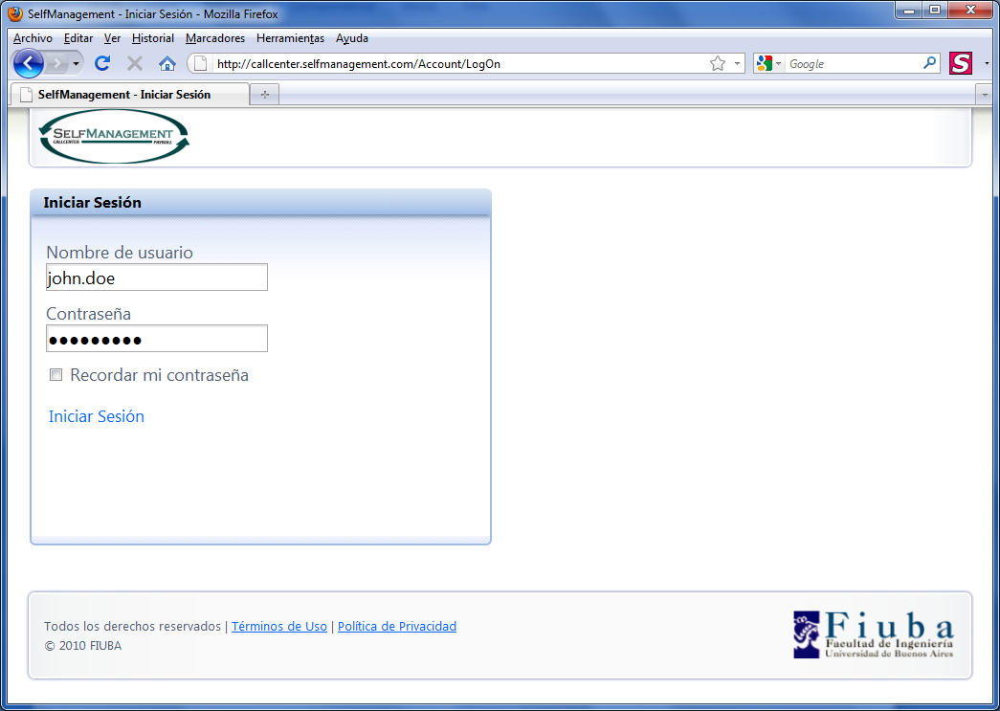 SelfManagement - Iniciar Sesión - Mozilla Firefox
Archivo Editar Ver Historial Marcadores Herramientas Ayuda
http://callcenter.selfmanagement.com/Account/LogOn
Google
S
SelfManagement - Iniciar Sesión
SELFMANAGEMENT
CALLCENTER PAYROLL
Iniciar Sesión
Nombre de usuario
john.doe
Contraseña
●●●●●●●●●
Recordar mi contraseña
Iniciar Sesión
Todos los derechos reservados | Términos de Uso | Política de Privacidad
© 2010 FIUBA
Fiuba
Facultad de Ingeniería
Universidad de Buenos Aires